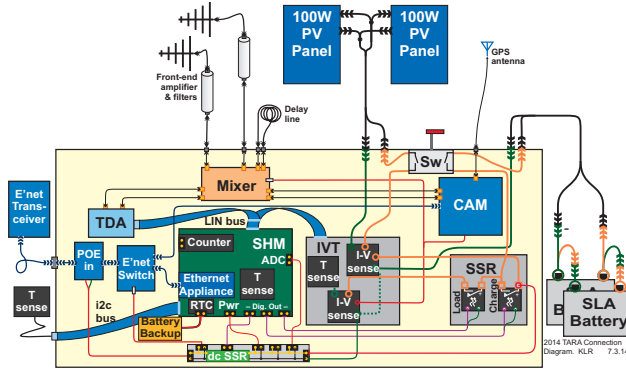 100W
PV
Panel
100W
PV
Panel
GPS
antenna
Front-end
amplifier
& filters
Delay
line
Sw
Mixer
CAM
E'net
Trans-
ceiver
TDA
LIN bus
Counter
SHM
ADC
IVT
I-V
sense
T
sense
I-V
sense
SSR
Load
Charge
POE
in
E'net
Switch
Ethernet
Appliance
T
sense
RTC
Pwr
– Dig. Out –
T
sense
i2c
bus
Battery
Backup
dc SSR
B
SLA
Battery
2014 TARA Connection
Diagram. KLR 7.3.14